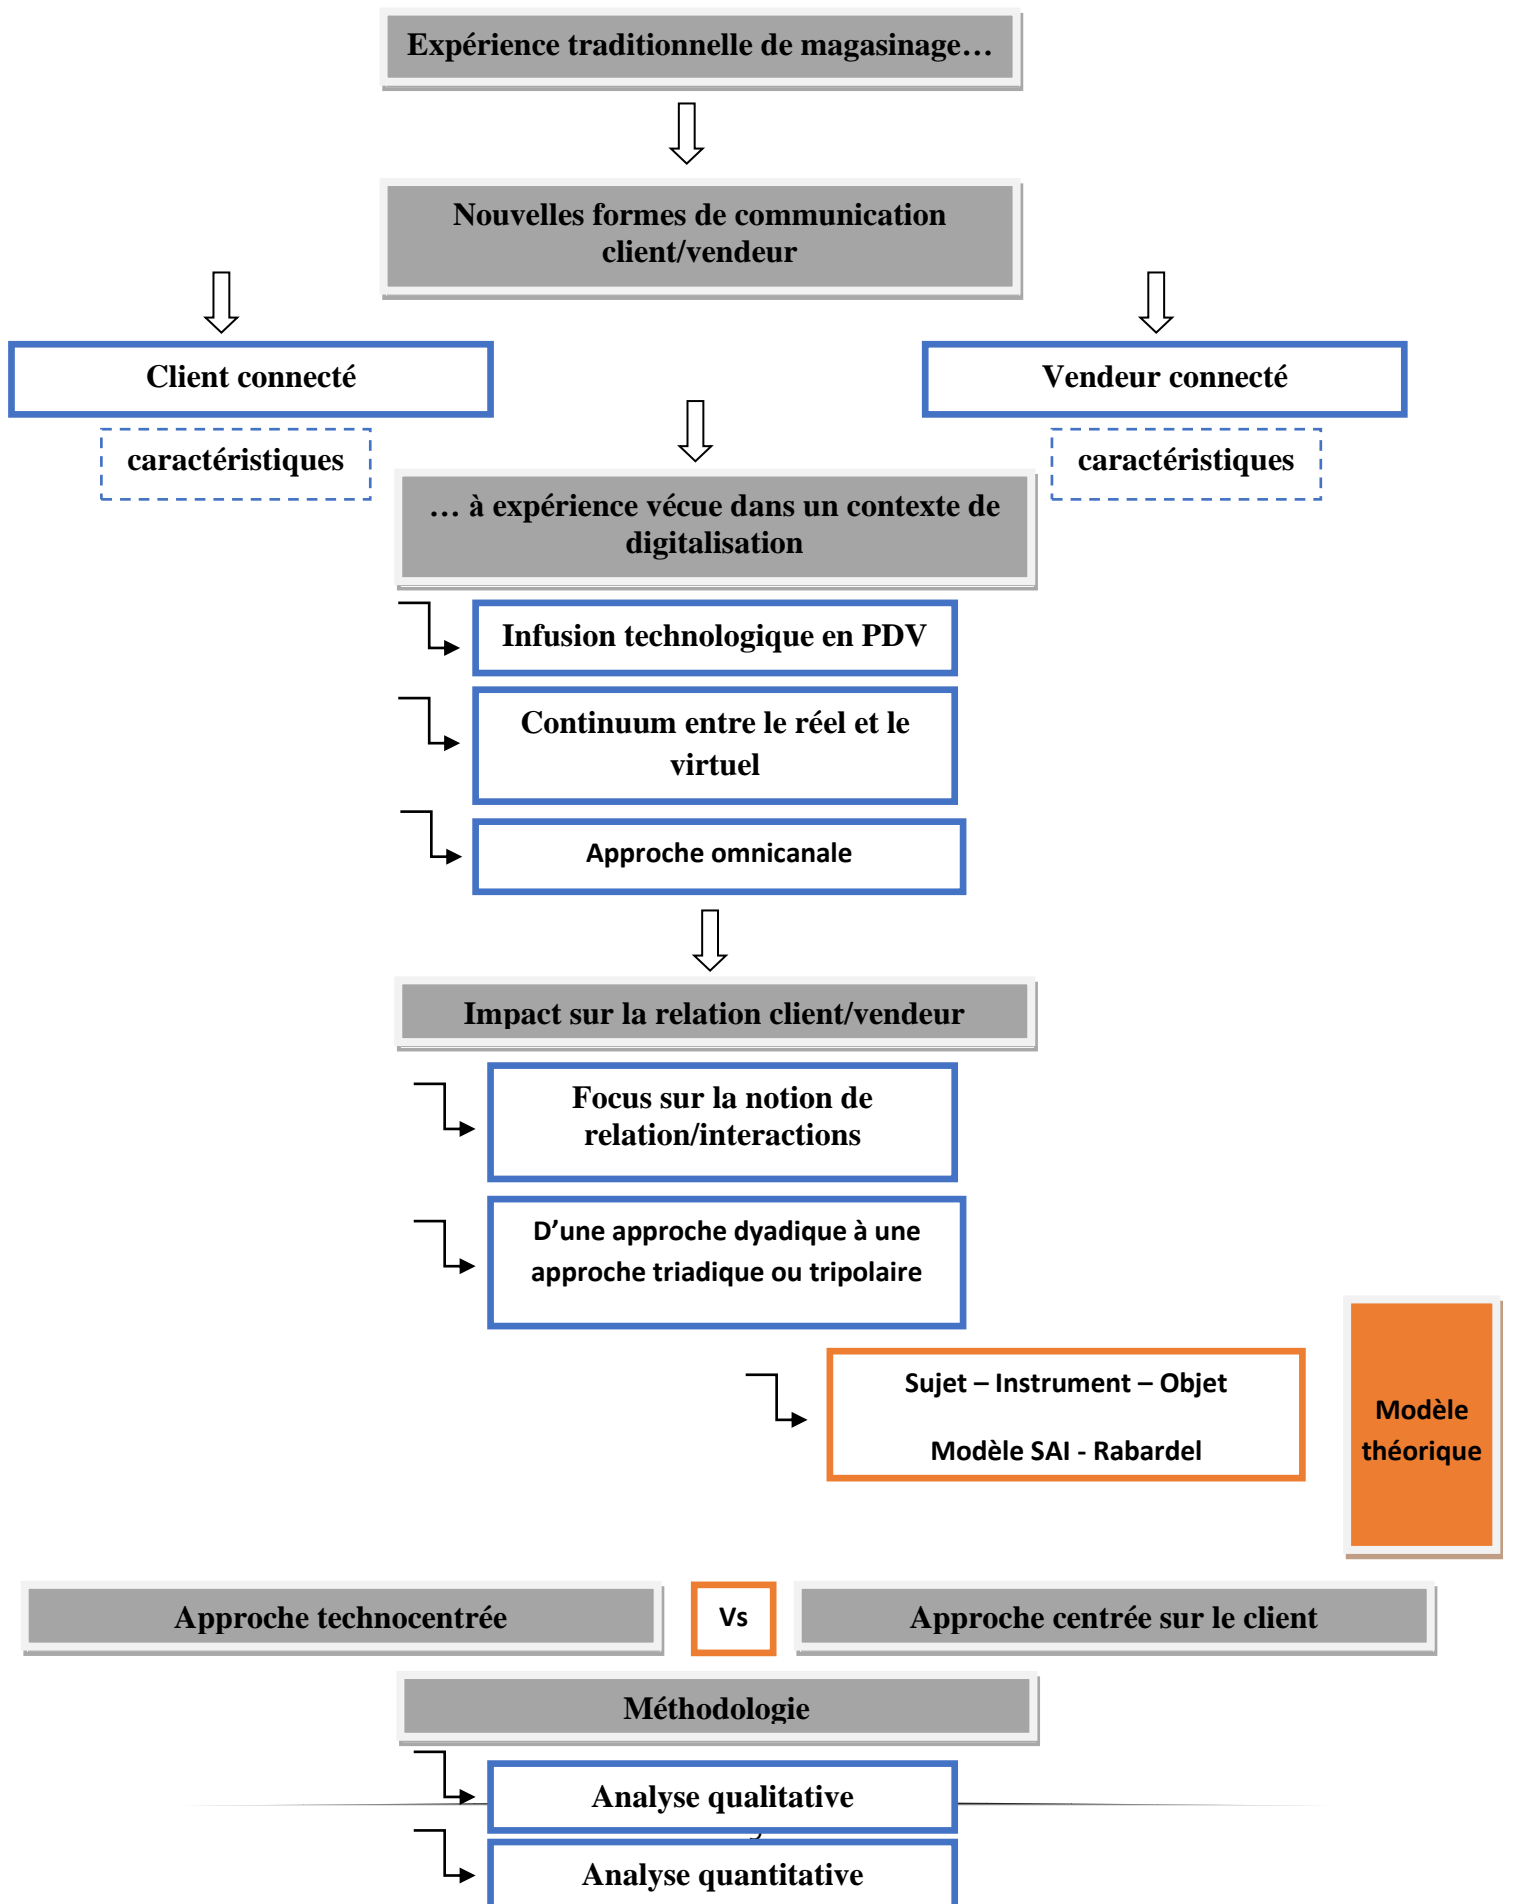 Expérience traditionnelle de magasinage…
Nouvelles formes de communication
client/vendeur
Client connecté
Vendeur connecté
caractéristiques
caractéristiques
… à expérience vécue dans un contexte de
digitalisation
Infusion technologique en PDV
Continuum entre le réel et le
virtuel
Approche omnicanale
Impact sur la relation client/vendeur
Focus sur la notion de
relation/interactions
D’une approche dyadique à une
approche triadique ou tripolaire
Sujet – Instrument – Objet
Modèle SAI - Rabardel
Modèle
théorique
Approche technocentrée
Vs
Approche centrée sur le client
Méthodologie
Analyse qualitative
Analyse quantitative